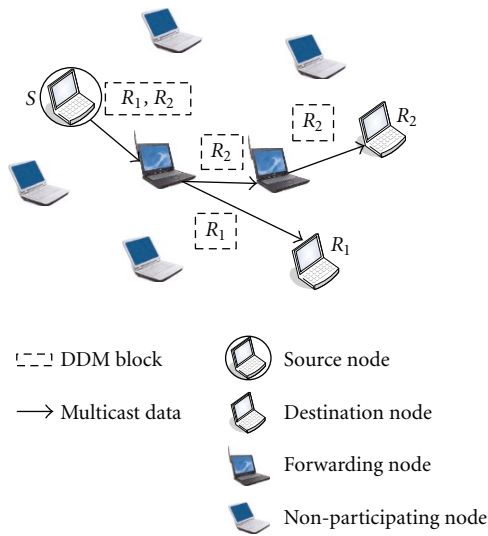 S
R1, R2
R2
R2
R2
R1
R1
DDM block
Multicast data
Source node
Destination node
Forwarding node
Non-participating node